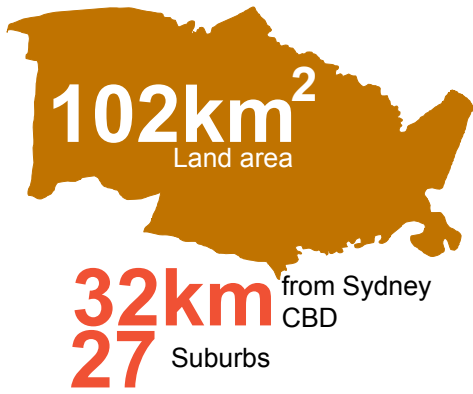 102km²
Land area
32km from Sydney
CBD
27 Suburbs